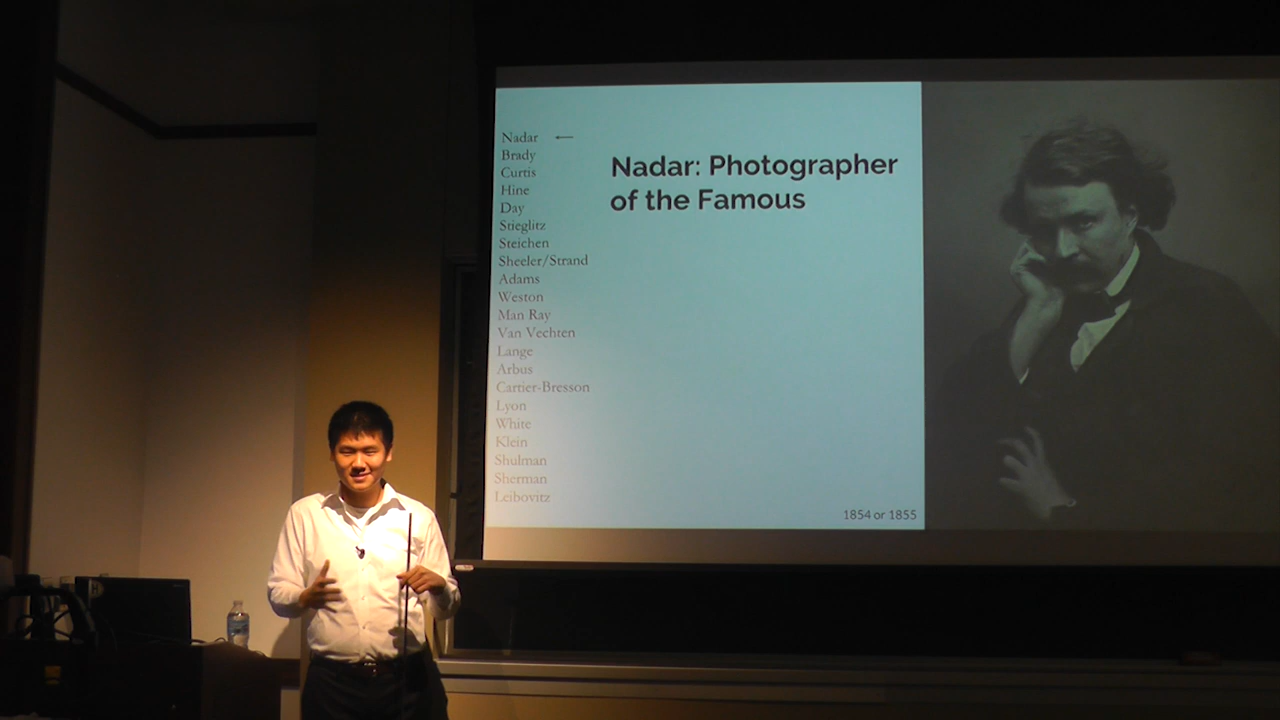 Nadar
Brady
Curtis
Hine
Day
Stieglitz
Steichen
Sheeler/Strand
Adams
Weston
Man Ray
Van Vechten
Lange
Arbus
Cartier-Bresson
Lyon
White
Klein
Shulman
Sherman
Leibovitz
Nadar: Photographer
of the Famous
1854 or 1855